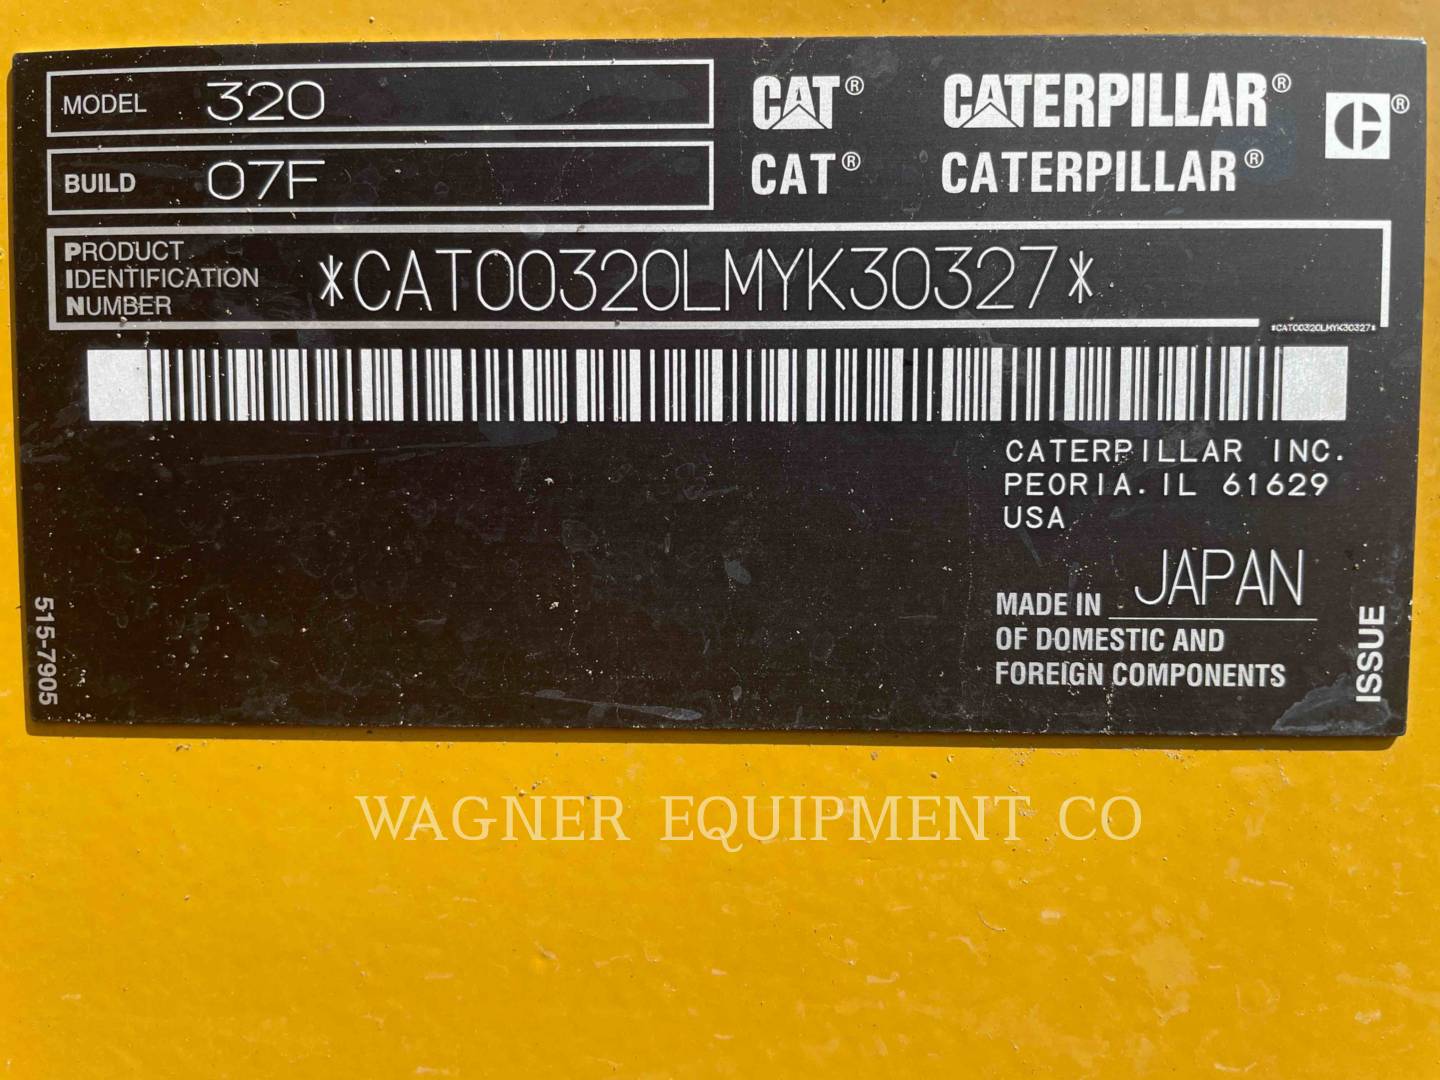 MODEL 320
CAT® CATERPILLAR® ®
BUILD 07F
CAT® CATERPILLAR®
PRODUCT
IDENTIFICATION
NUMBER
*CAT00320LMYK30327*
*CAT00320LMYK30327*
CATERPILLAR INC.
PEORIA. IL 61629
USA
MADE IN JAPAN
OF DOMESTIC AND
FOREIGN COMPONENTS
ISSUE
515-7905
WAGNER EQUIPMENT CO